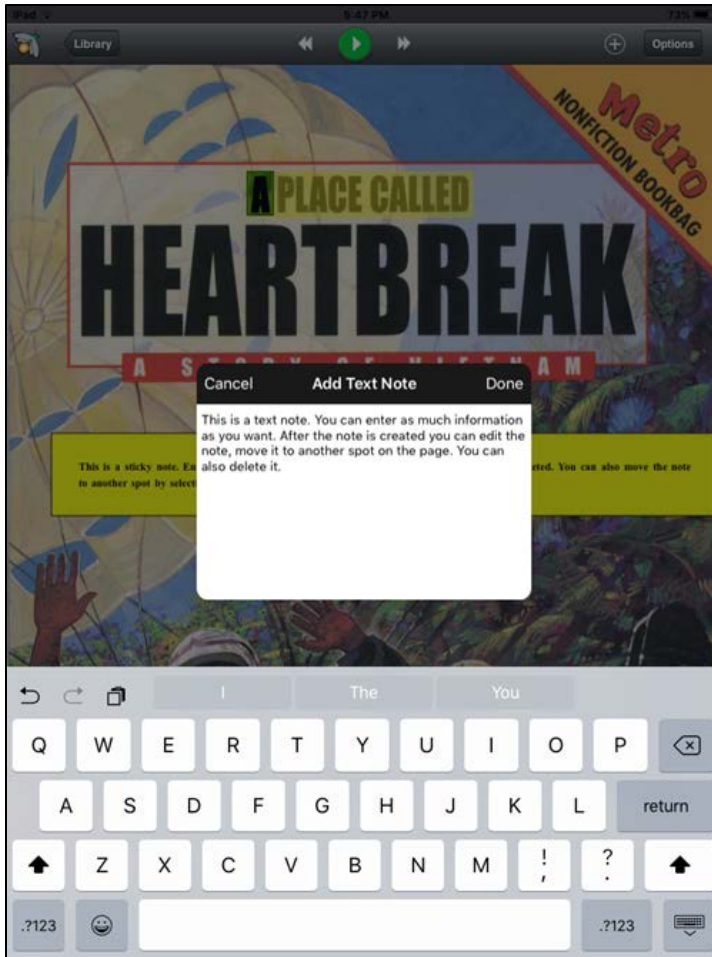 iPad 5:47 PM 73%
Library Options
Metro
NONFICTION BOOKBAG
A PLACE CALLED
HEARTBREAK
A STORY OF VIETNAM
Cancel Add Text Note Done
This is a text note. You can enter as much information
as you want. After the note is created you can edit the
note, move it to another spot on the page. You can
also delete it.
This is a sticky note. En eted. You can also move the note
to another spot by select
I The You
Q W E R T Y U I O P
A S D F G H J K L return
Z X C V B N M ! , ? .
.?123 .?123